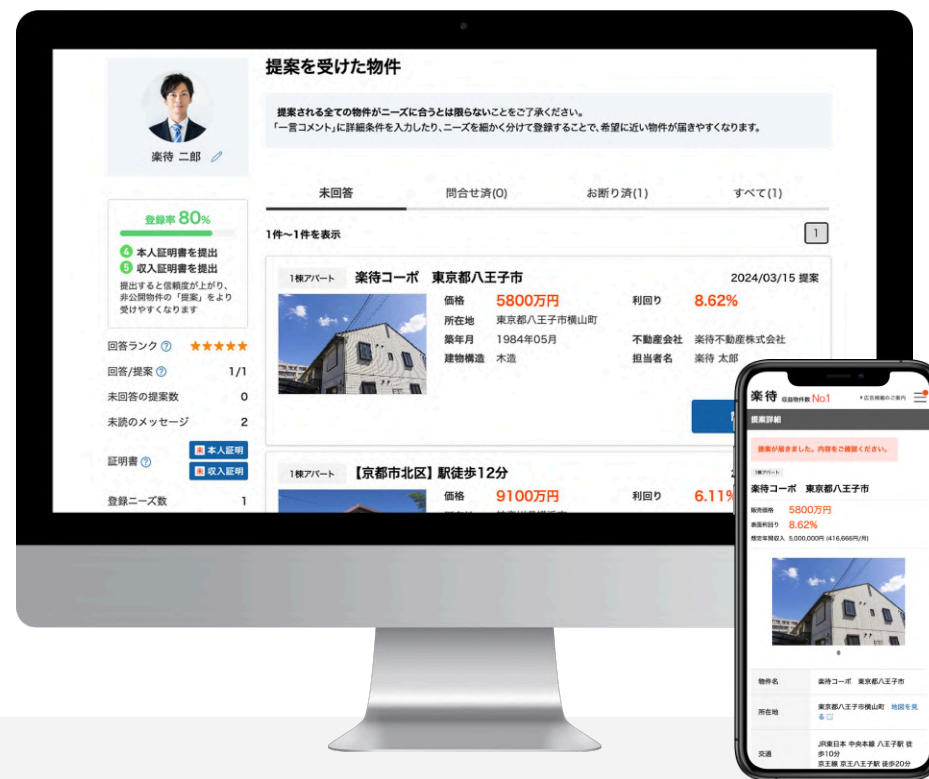 提案を受けた物件
提案される全ての物件がニーズに合うとは限らないことをご了承ください。
「一言コメント」に詳細条件を入力したり、ニーズを細かく分けて登録することで、希望に近い物件が届きやすくなります。
楽待 二郎
未回答 問合せ済(0) お断り済(1) すべて(1)
1件〜1件を表示 1
登録率 80%
4 本人証明書を提出
5 収入証明書を提出
提出すると信頼度が上がり、
非公開物件の「提案」をより
受けやすくなります
回答ランク ? ★★★★★
回答/提案 ? 1/1
未回答の提案数 0
未読のメッセージ 2
証明書 ?
未 本人証明
未 収入証明
登録ニーズ数 1
1棟アパート 楽待コーポ 東京都八王子市 2024/03/15 提案
価格 5800万円 利回り 8.62%
所在地 東京都八王子市横山町
築年月 1984年05月 不動産会社 楽待不動産株式会社
建物構造 木造 担当者名 楽待 太郎
1棟アパート 【京都市北区】駅徒歩12分
価格 9100万円 利回り 6.11%
楽待 収益物件数 No.1
提案詳細
提案が届きました。内容をご確認ください。
1棟アパート
楽待コーポ 東京都八王子市
販売価格 5800万円
表面利回り 8.62%
想定年間収入 5,000,000円 (416,666円/月)
物件名 楽待コーポ 東京都八王子市
所在地 東京都八王子市横山町 地図を見
る
交通 JR東日本 中央本線 八王子駅 徒
歩10分
京王線 京王八王子駅 徒歩20分